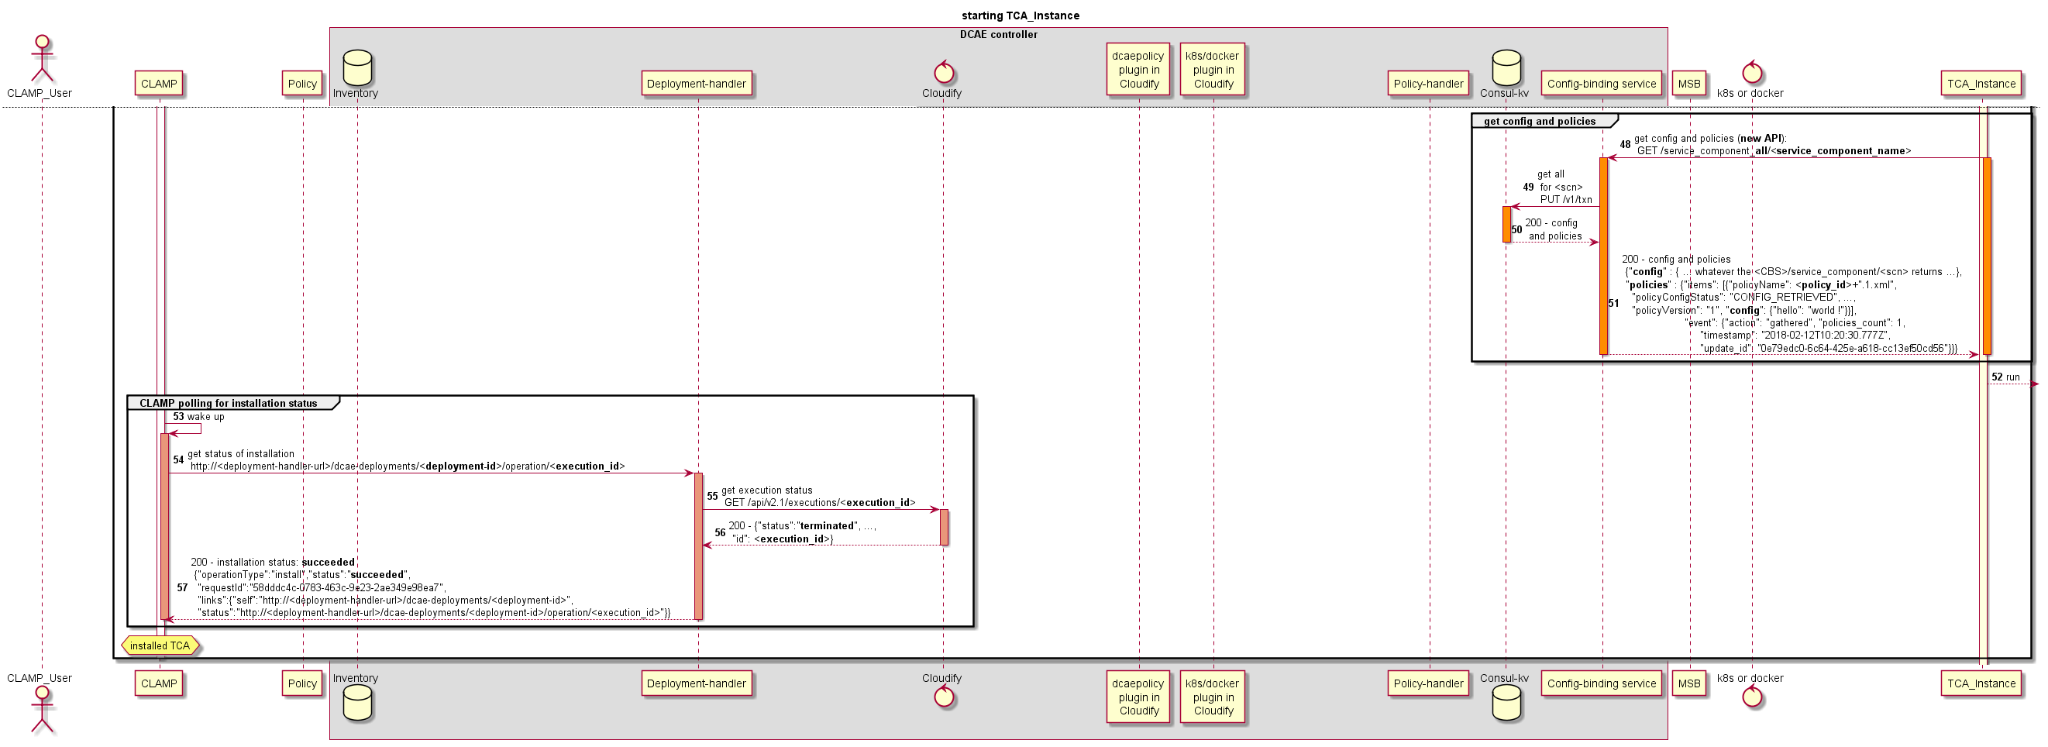 starting TCA_Instance
DCAE controller
CLAMP_User
CLAMP
Policy
Inventory
Deployment-handler
Cloudify
dcaepolicy
plugin in
Cloudify
k8s/docker
plugin in
Cloudify
Policy-handler
Consul-kv
Config-binding service
MSB
k8s or docker
TCA_Instance
get config and policies
48 get config and policies (new API):
GET /service_component_all/<service_component_name>
get all
49 for <scn>
PUT /v1/txn
50 200 - config
and policies
200 - config and policies
{"config" : { ... whatever the <CBS>/service_component/<scn> returns ...},
"policies" : {"items": [{"policyName": <policy_id>+".1.xml",
"policyConfigStatus": "CONFIG_RETRIEVED", ...,
51 "policyVersion": "1", "config": {"hello": "world !"}}],
"event": {"action": "gathered", "policies_count": 1,
"timestamp": "2018-02-12T10:20:30.777Z",
"update_id": "0e79edc0-6c64-425e-a618-cc13ef50cd56"}}}
52 run
CLAMP polling for installation status
53 wake up
54 get status of installation
http://<deployment-handler-url>/dcae-deployments/<deployment-id>/operation/<execution_id>
55 get execution status
GET /api/v2.1/executions/<execution_id>
56 200 - {"status":"terminated", ...,
"id": <execution_id>}
200 - installation status: succeeded
{"operationType":"install","status":"succeeded",
57 "requestId":"58dddc4c-0783-463c-9e23-2ae349e98ea7",
"links":{"self":"http://<deployment-handler-url>/dcae-deployments/<deployment-id>",
"status":"http://<deployment-handler-url>/dcae-deployments/<deployment-id>/operation/<execution_id>"}}
installed TCA
CLAMP_User
CLAMP
Policy
Inventory
Deployment-handler
Cloudify
dcaepolicy
plugin in
Cloudify
k8s/docker
plugin in
Cloudify
Policy-handler
Consul-kv
Config-binding service
MSB
k8s or docker
TCA_Instance